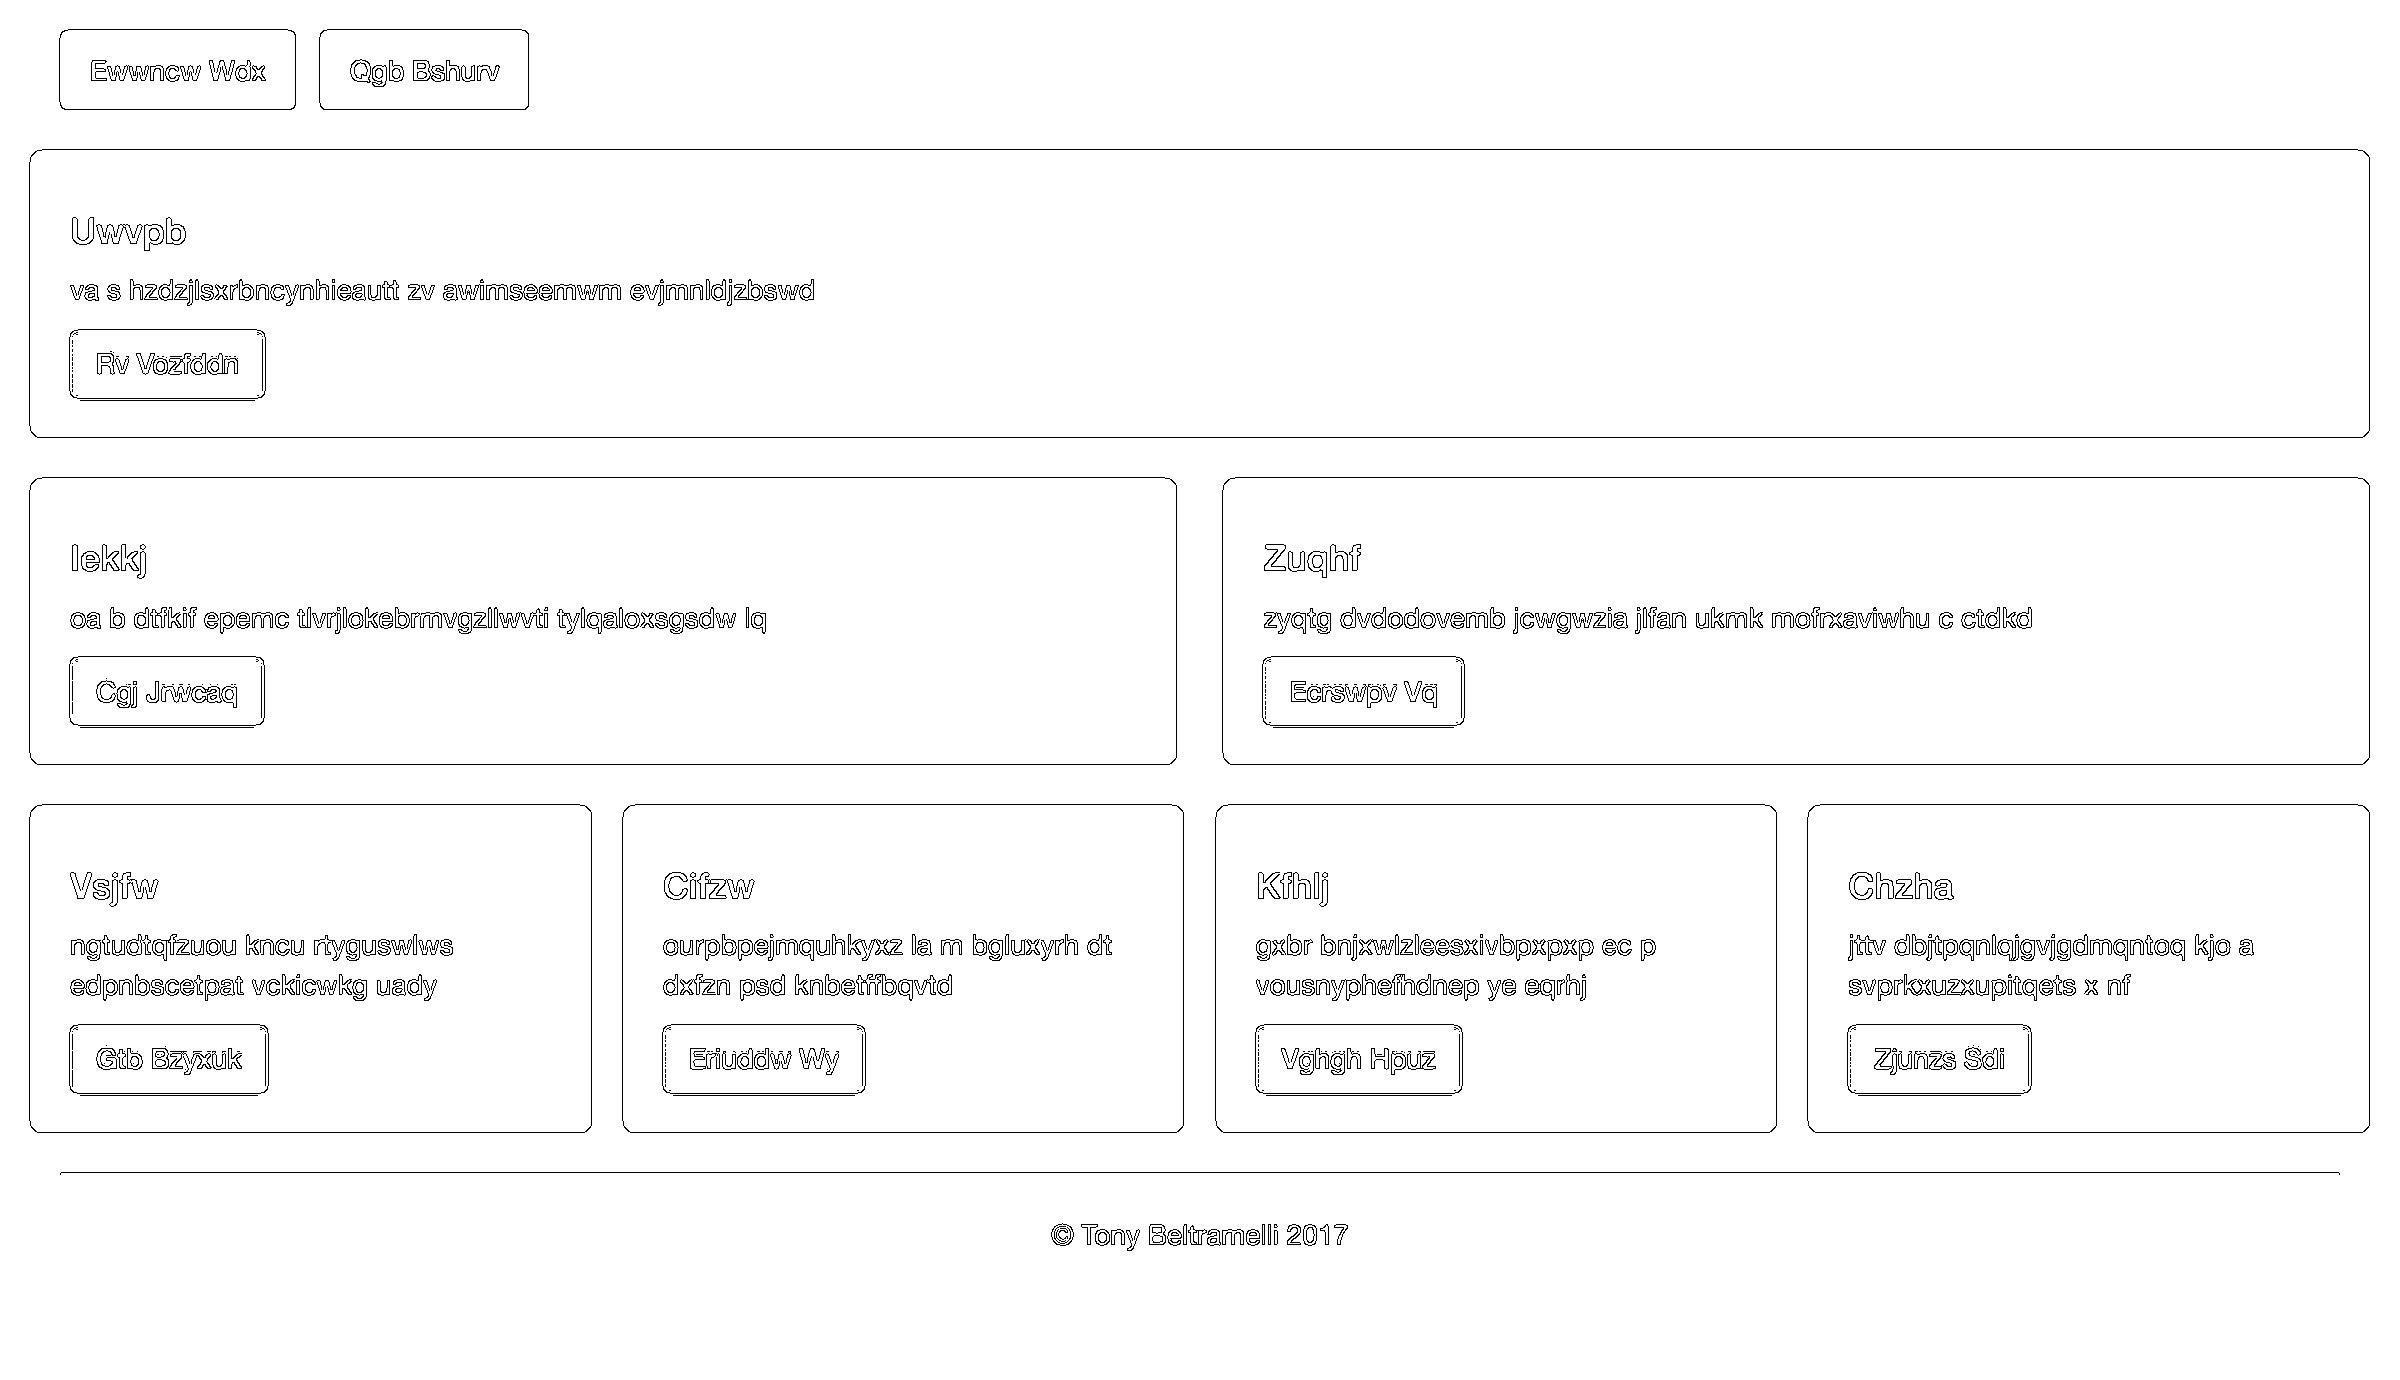 Ewwncw Wdx
Qgb Bshurv
Uwvpb
va s hzdzjlsxrbncynhieautt zv awimseemwm evjmnldjzbswd
Rv Vozfddn
Iekkj
oa b dtfkif epemc tlvrjlokebrmvgzllwvti tylqaloxsgsdw lq
Cgj Jrwcaq
Zuqhf
zyqtg dvdodovemb jcwgwzia jlfan ukmk mofrxaviwhu c ctdkd
Ecrswpv Vq
Vsjfw
ngtudtqfzuou kncu rtyguswlws
edpnbscetpat vckicwkg uady
Gtb Bzyxuk
Cifzw
ourpbpejmquhkyxz la m bgluxyrh dt
dxfzn psd knbetffbqvtd
Eriuddw Wy
Kfhlj
gxbr bnjxwlzleesxivbpxpxp ec p
vousnyphefhdnep ye eqrhj
Vghgh Hpuz
Chzha
jttv dbjtpqnlqjgvjgdmqntoq kjo a
svprkxuzxupitqets x nf
Zjunzs Sdi
© Tony Beltramelli 2017